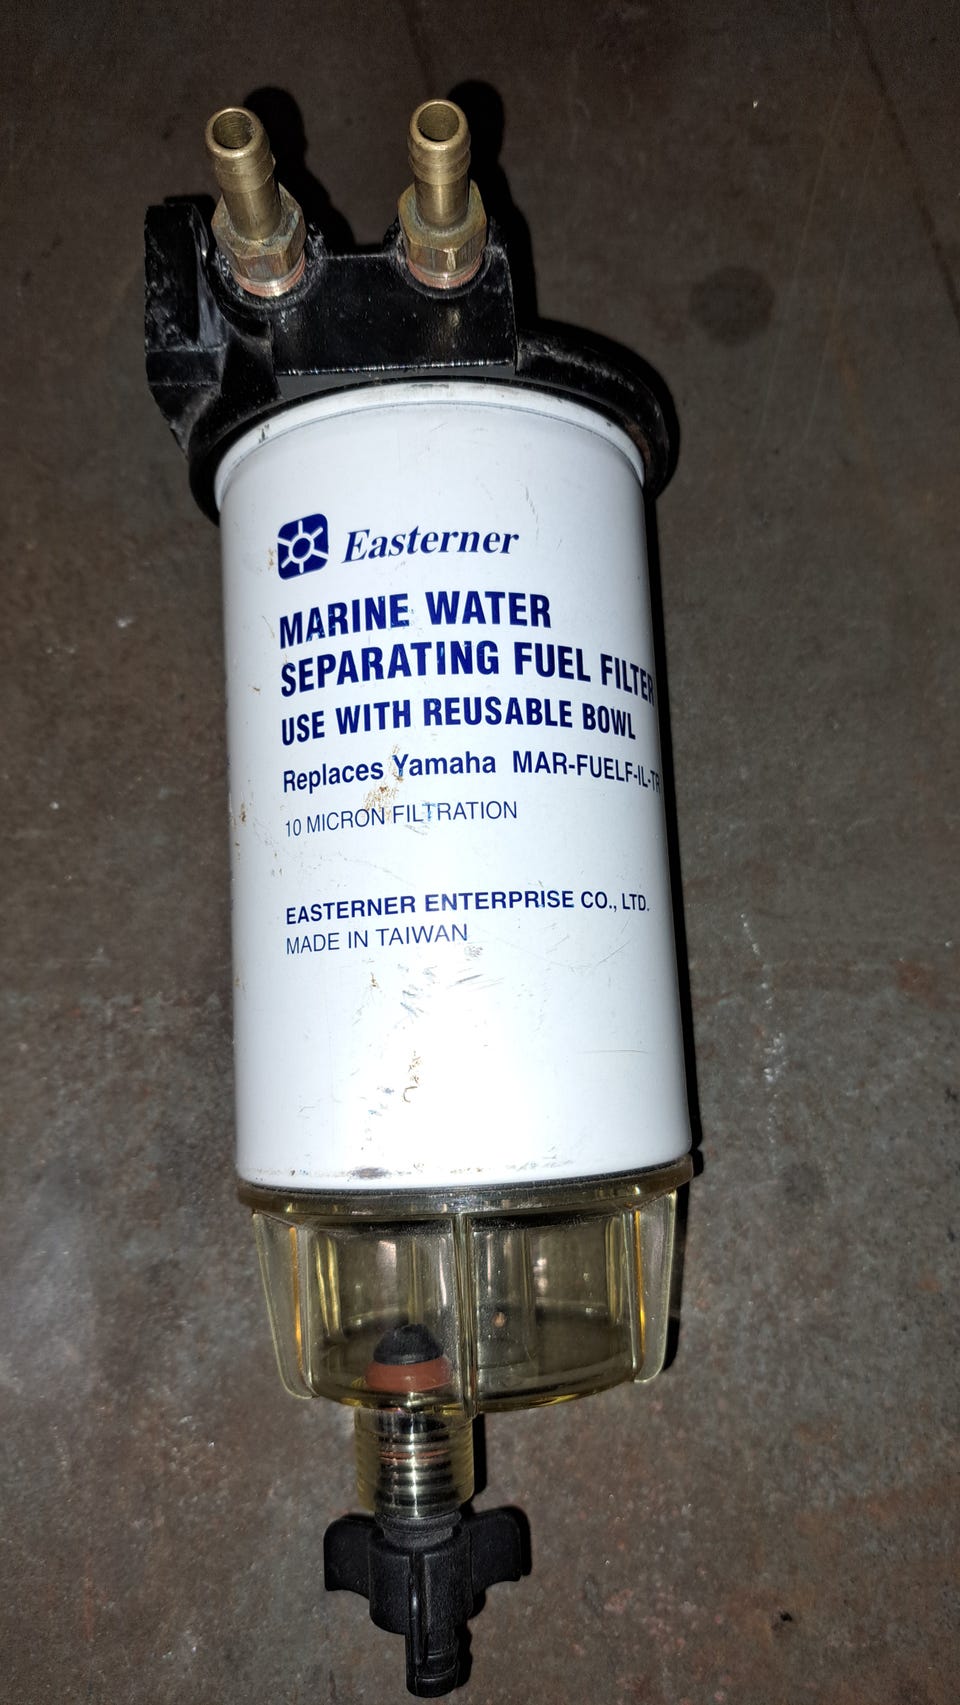 Easterner
MARINE WATER
SEPARATING FUEL FILTER
USE WITH REUSABLE BOWL
Replaces Yamaha MAR-FUELF-IL-TR
10 MICRON FILTRATION
EASTERNER ENTERPRISE CO., LTD.
MADE IN TAIWAN